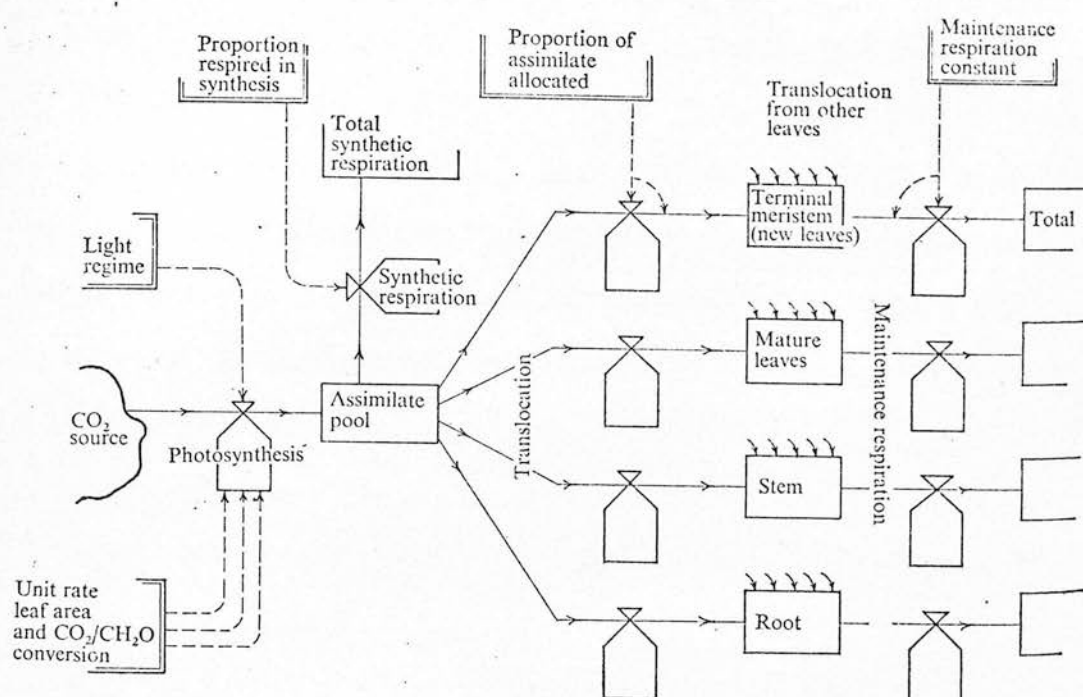 Proportion
respired in
synthesis
Proportion of
assimilate
allocated
Maintenance
respiration
constant
Translocation
from other
leaves
Total
synthetic
respiration
Terminal
meristem
(new leaves)
Total
Light
regime
Synthetic
respiration
Mature
leaves
CO₂
source
Photosynthesis
Assimilate
pool
Translocation
Maintenance respiration
Stem
Unit rate
leaf area
and CO₂/CH₂O
conversion
Root